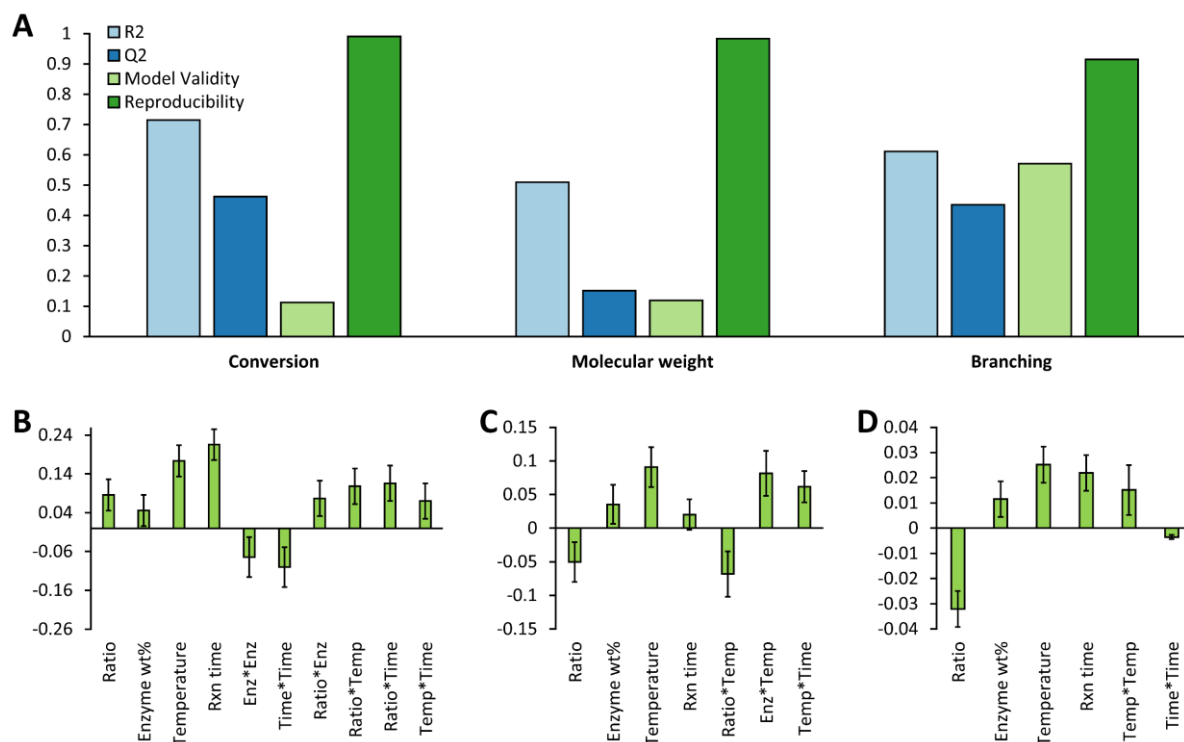 A
R2
Q2
Model Validity
Reproducibility
1
0.9
0.8
0.7
0.6
0.5
0.4
0.3
0.2
0.1
0
Conversion Molecular weight Branching
B
0.24
0.14
0.04
-0.06
-0.16
-0.26
Ratio
Enzyme wt%
Temperature
Rxn time
Enz*Enz
Time*Time
Ratio*Enz
Ratio*Temp
Ratio*Time
Temp*Time
C
0.15
0.1
0.05
0
-0.05
-0.1
-0.15
Ratio
Enzyme wt%
Temperature
Rxn time
Ratio*Temp
Enz*Temp
Temp*Time
D
0.04
0.03
0.02
0.01
0
-0.01
-0.02
-0.03
-0.04
Ratio
Enzyme wt%
Temperature
Rxn time
Temp*Temp
Time*Time